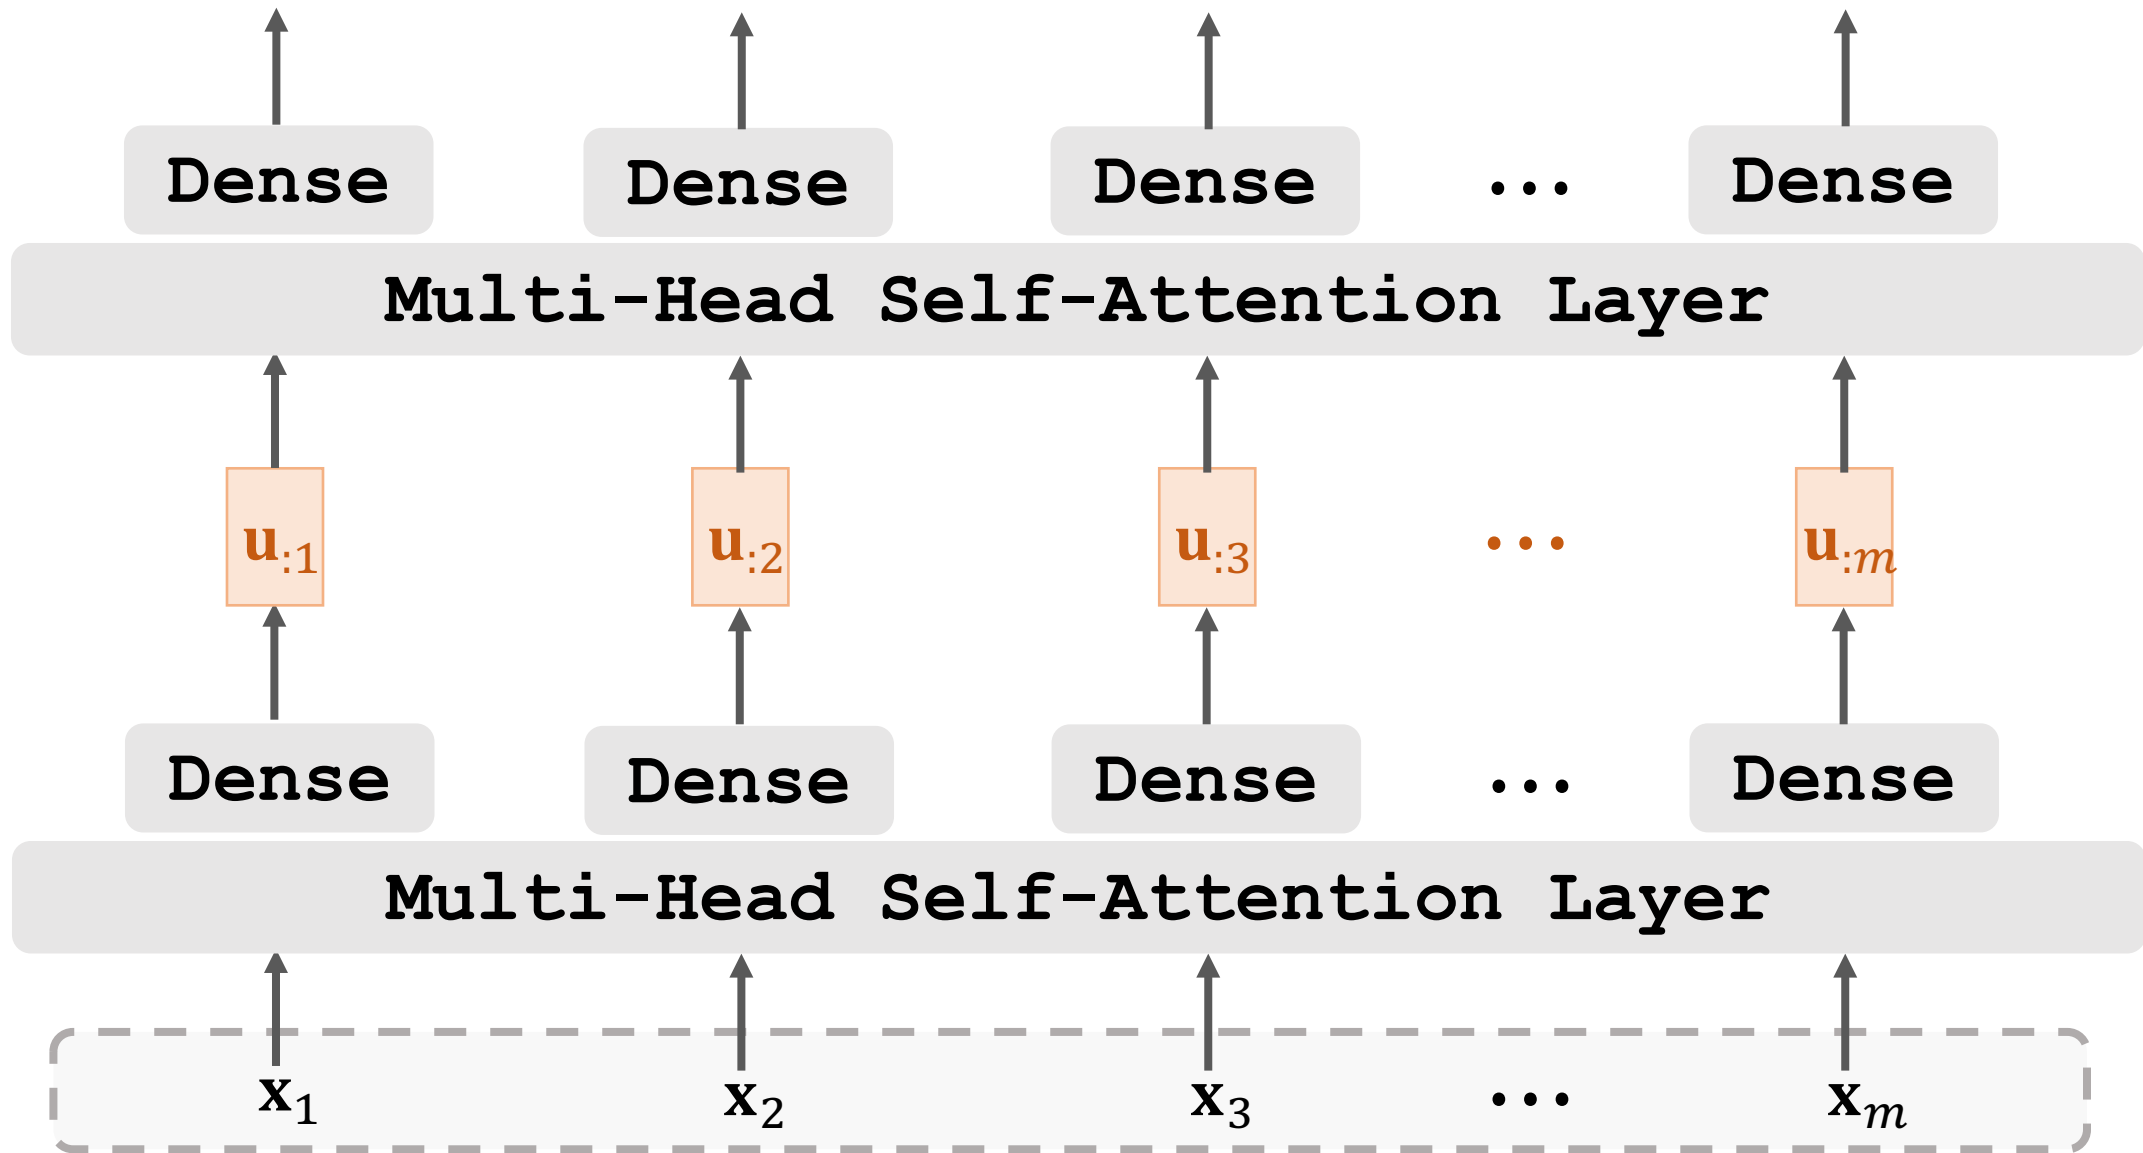 Dense Dense Dense ... Dense
Multi-Head Self-Attention Layer
u:1 u:2 u:3 ... u:m
Dense Dense Dense ... Dense
Multi-Head Self-Attention Layer
x1 x2 x3 ... xm